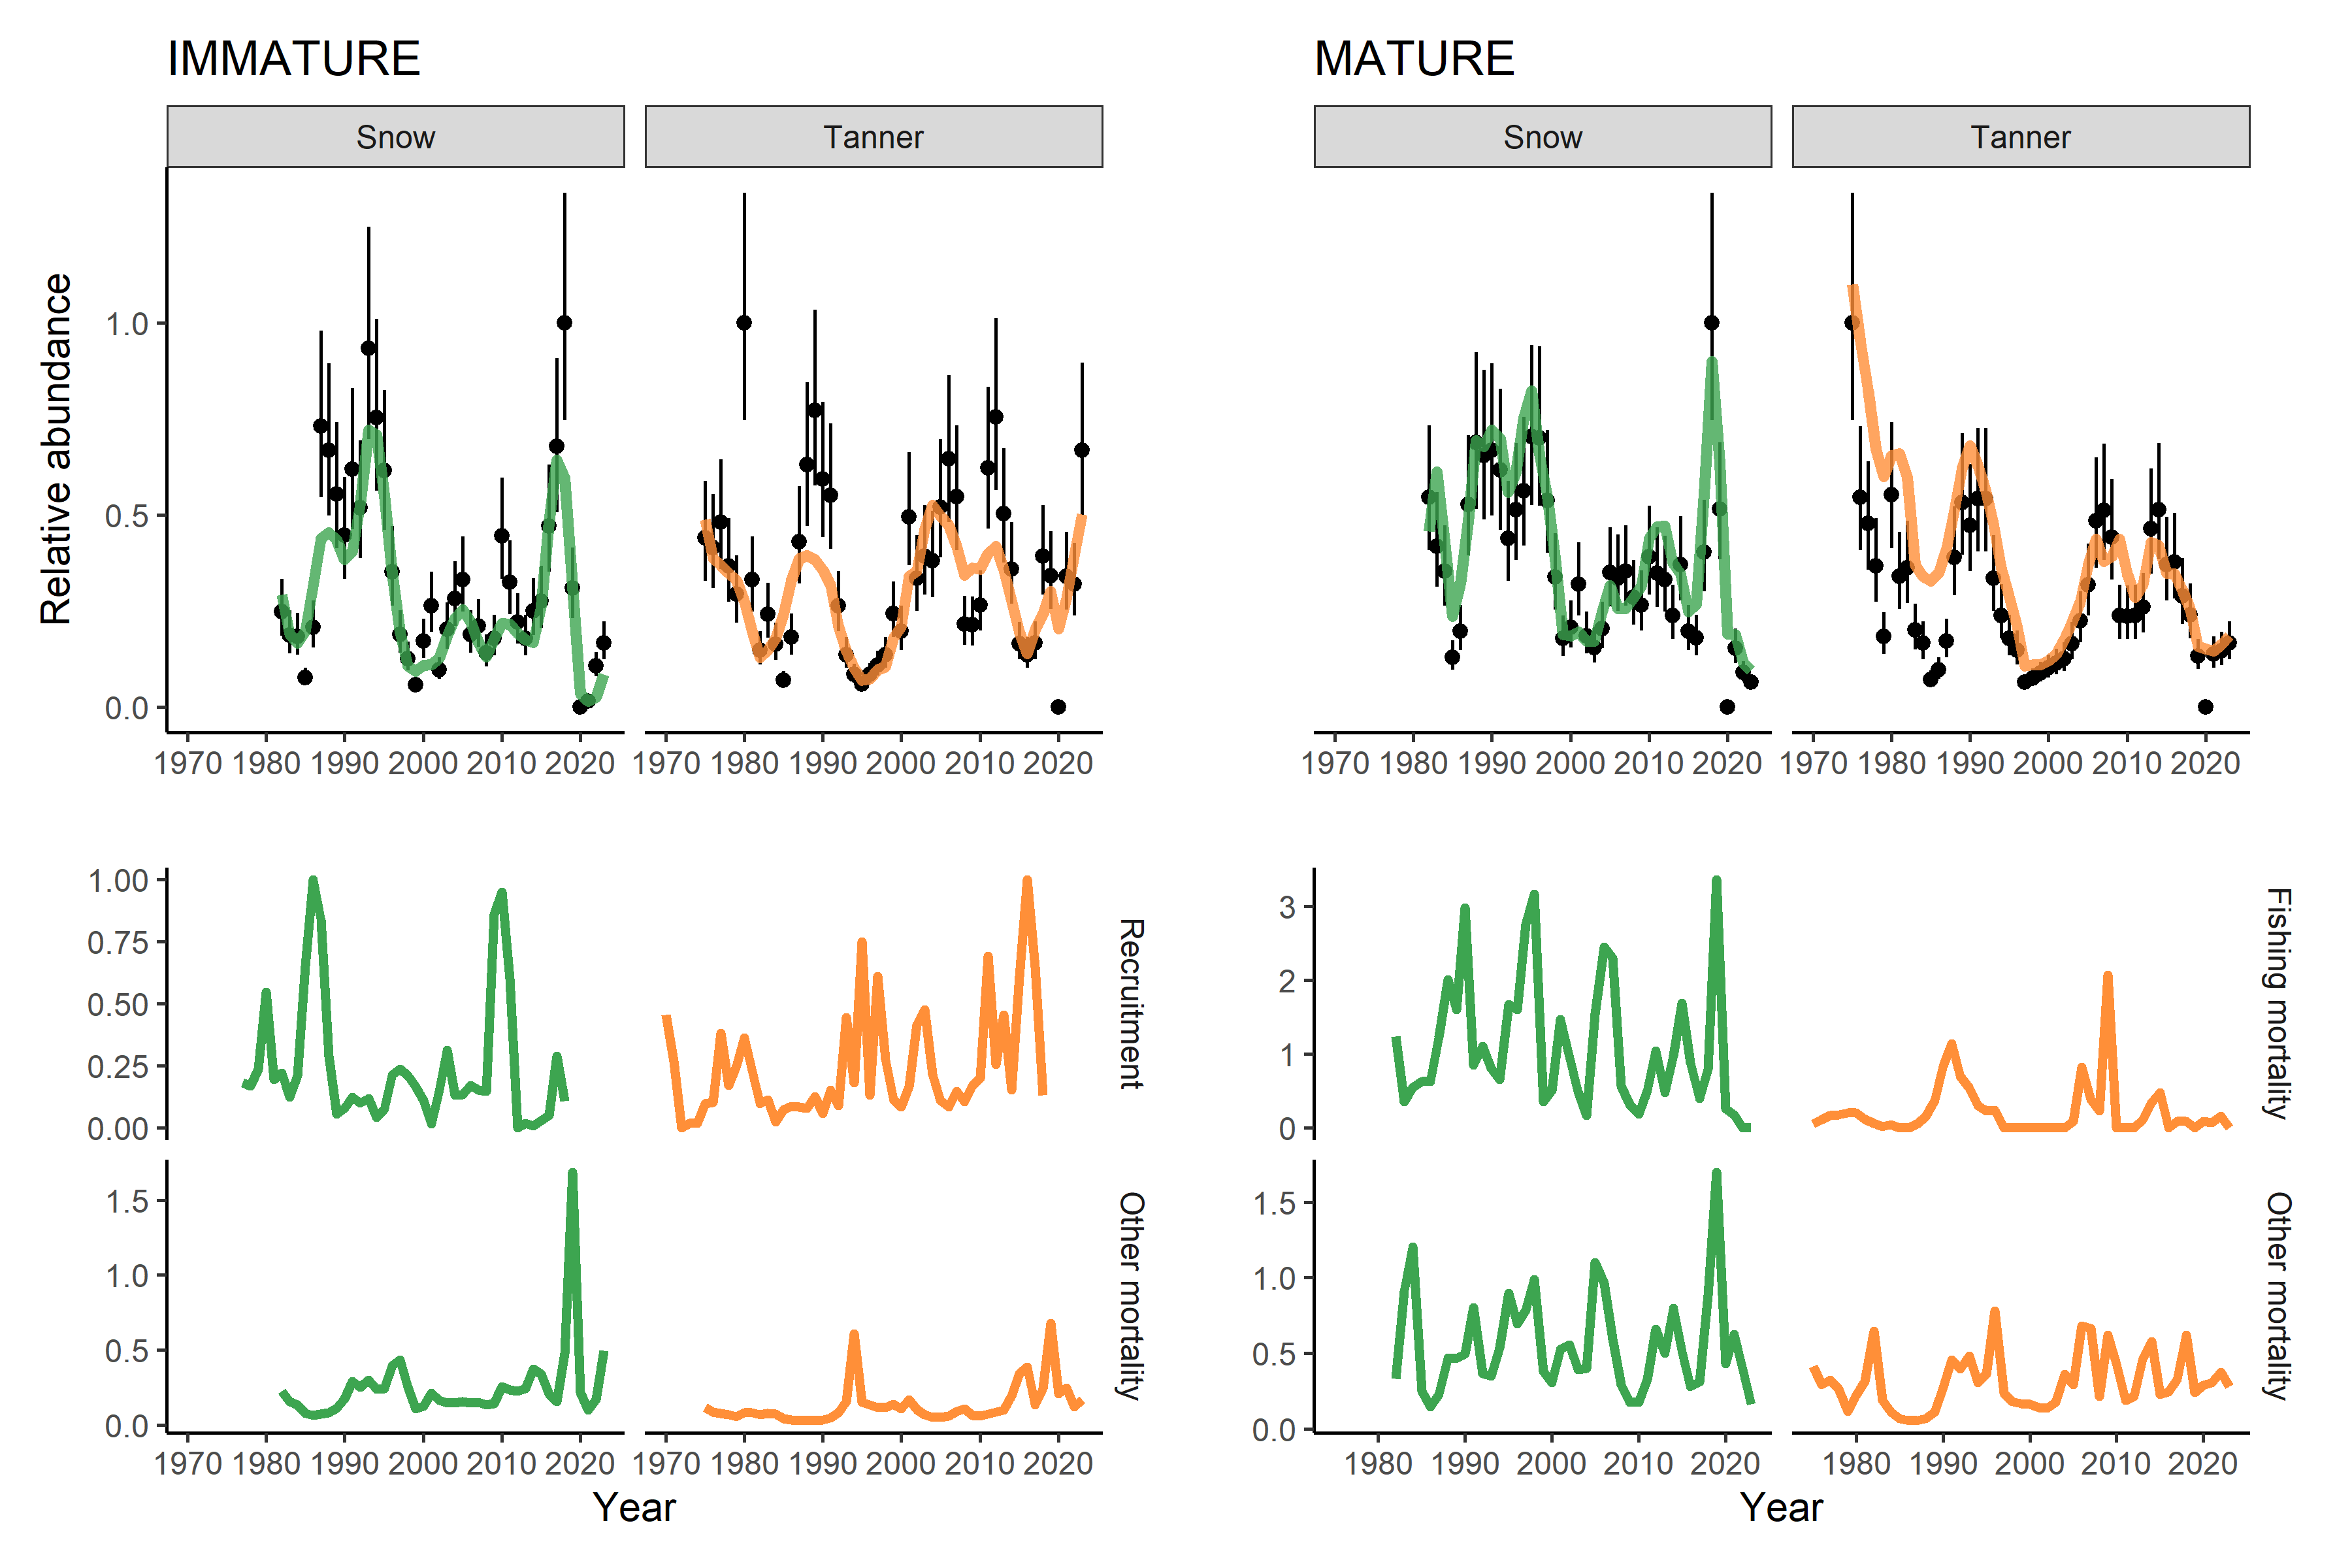 IMMATURE
MATURE
Snow
Tanner
Snow
Tanner
Relative abundance
1.0
0.5
0.0
1970 1980 1990 2000 2010 2020
1970 1980 1990 2000 2010 2020
1970 1980 1990 2000 2010 2020
1970 1980 1990 2000 2010 2020
1.00
0.75
0.50
0.25
0.00
Recruitment
3
2
1
0
Fishing mortality
1.5
1.0
0.5
0.0
Other mortality
1.5
1.0
0.5
0.0
Other mortality
1970 1980 1990 2000 2010 2020
1970 1980 1990 2000 2010 2020
1980 1990 2000 2010 2020
1980 1990 2000 2010 2020
Year
Year